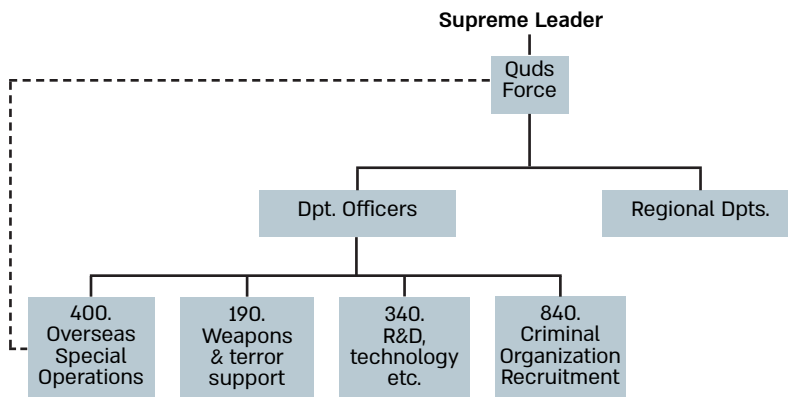 Supreme Leader
Quds
Force
Dpt. Officers
Regional Dpts.
400.
Overseas
Special
Operations
190.
Weapons
& terror
support
340.
R&D,
technology
etc.
840.
Criminal
Organization
Recruitment